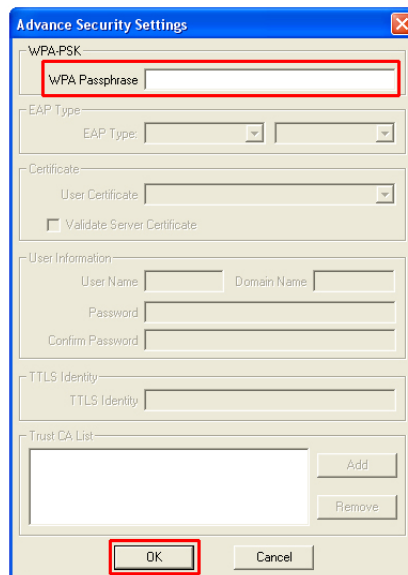 Advance Security Settings
WPA-PSK
WPA Passphrase
EAP Type
EAP Type:
Certificate
User Certificate
Validate Server Certificate
User Information
User Name Domain Name
Password
Confirm Password
TTLS Identity
TTLS Identity
Trust CA List
Add
Remove
OK Cancel